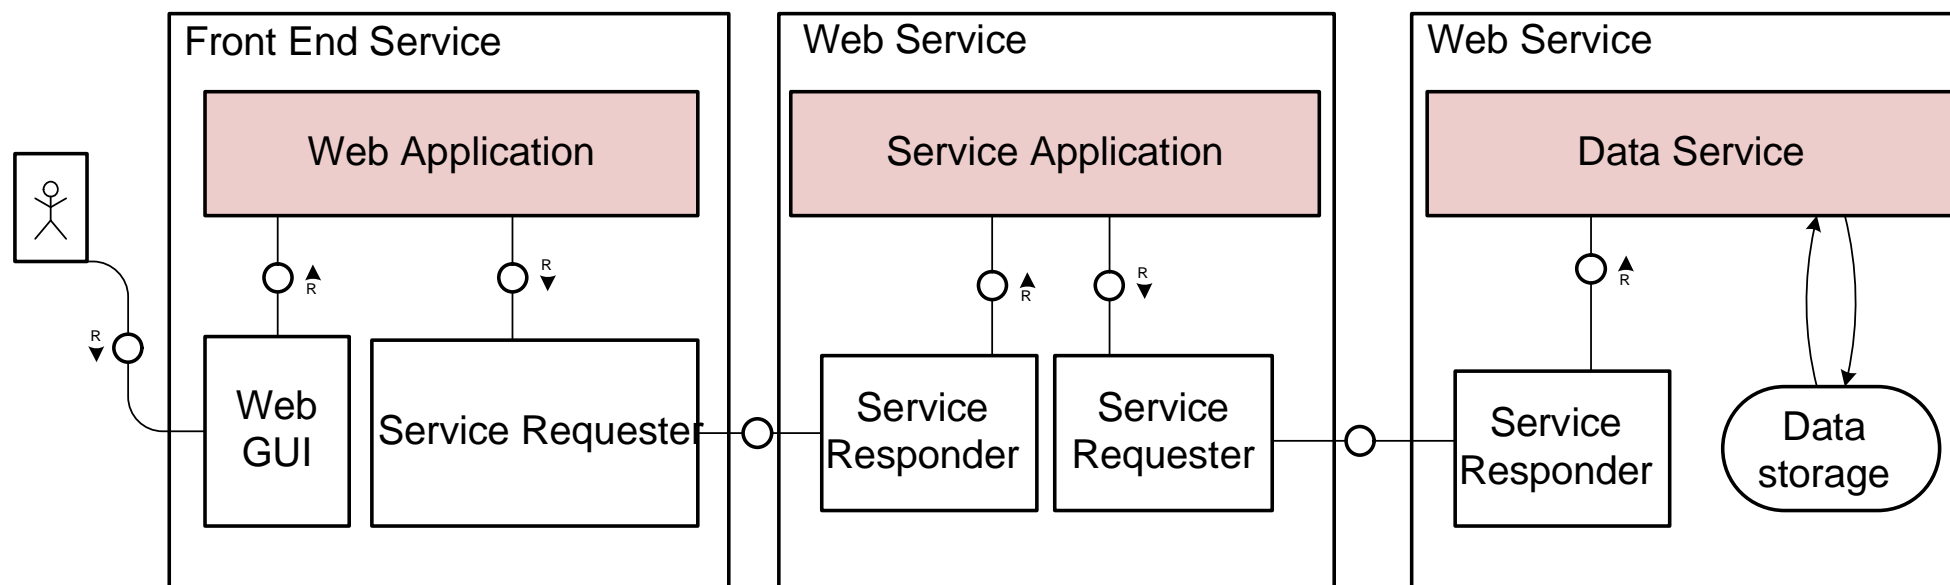 Front End Service
Web Application
R
R
R
Web
GUI
Service Requester
Web Service
Service Application
R
R
Service
Responder
Service
Requester
Web Service
Data Service
R
Service
Responder
Data
storage